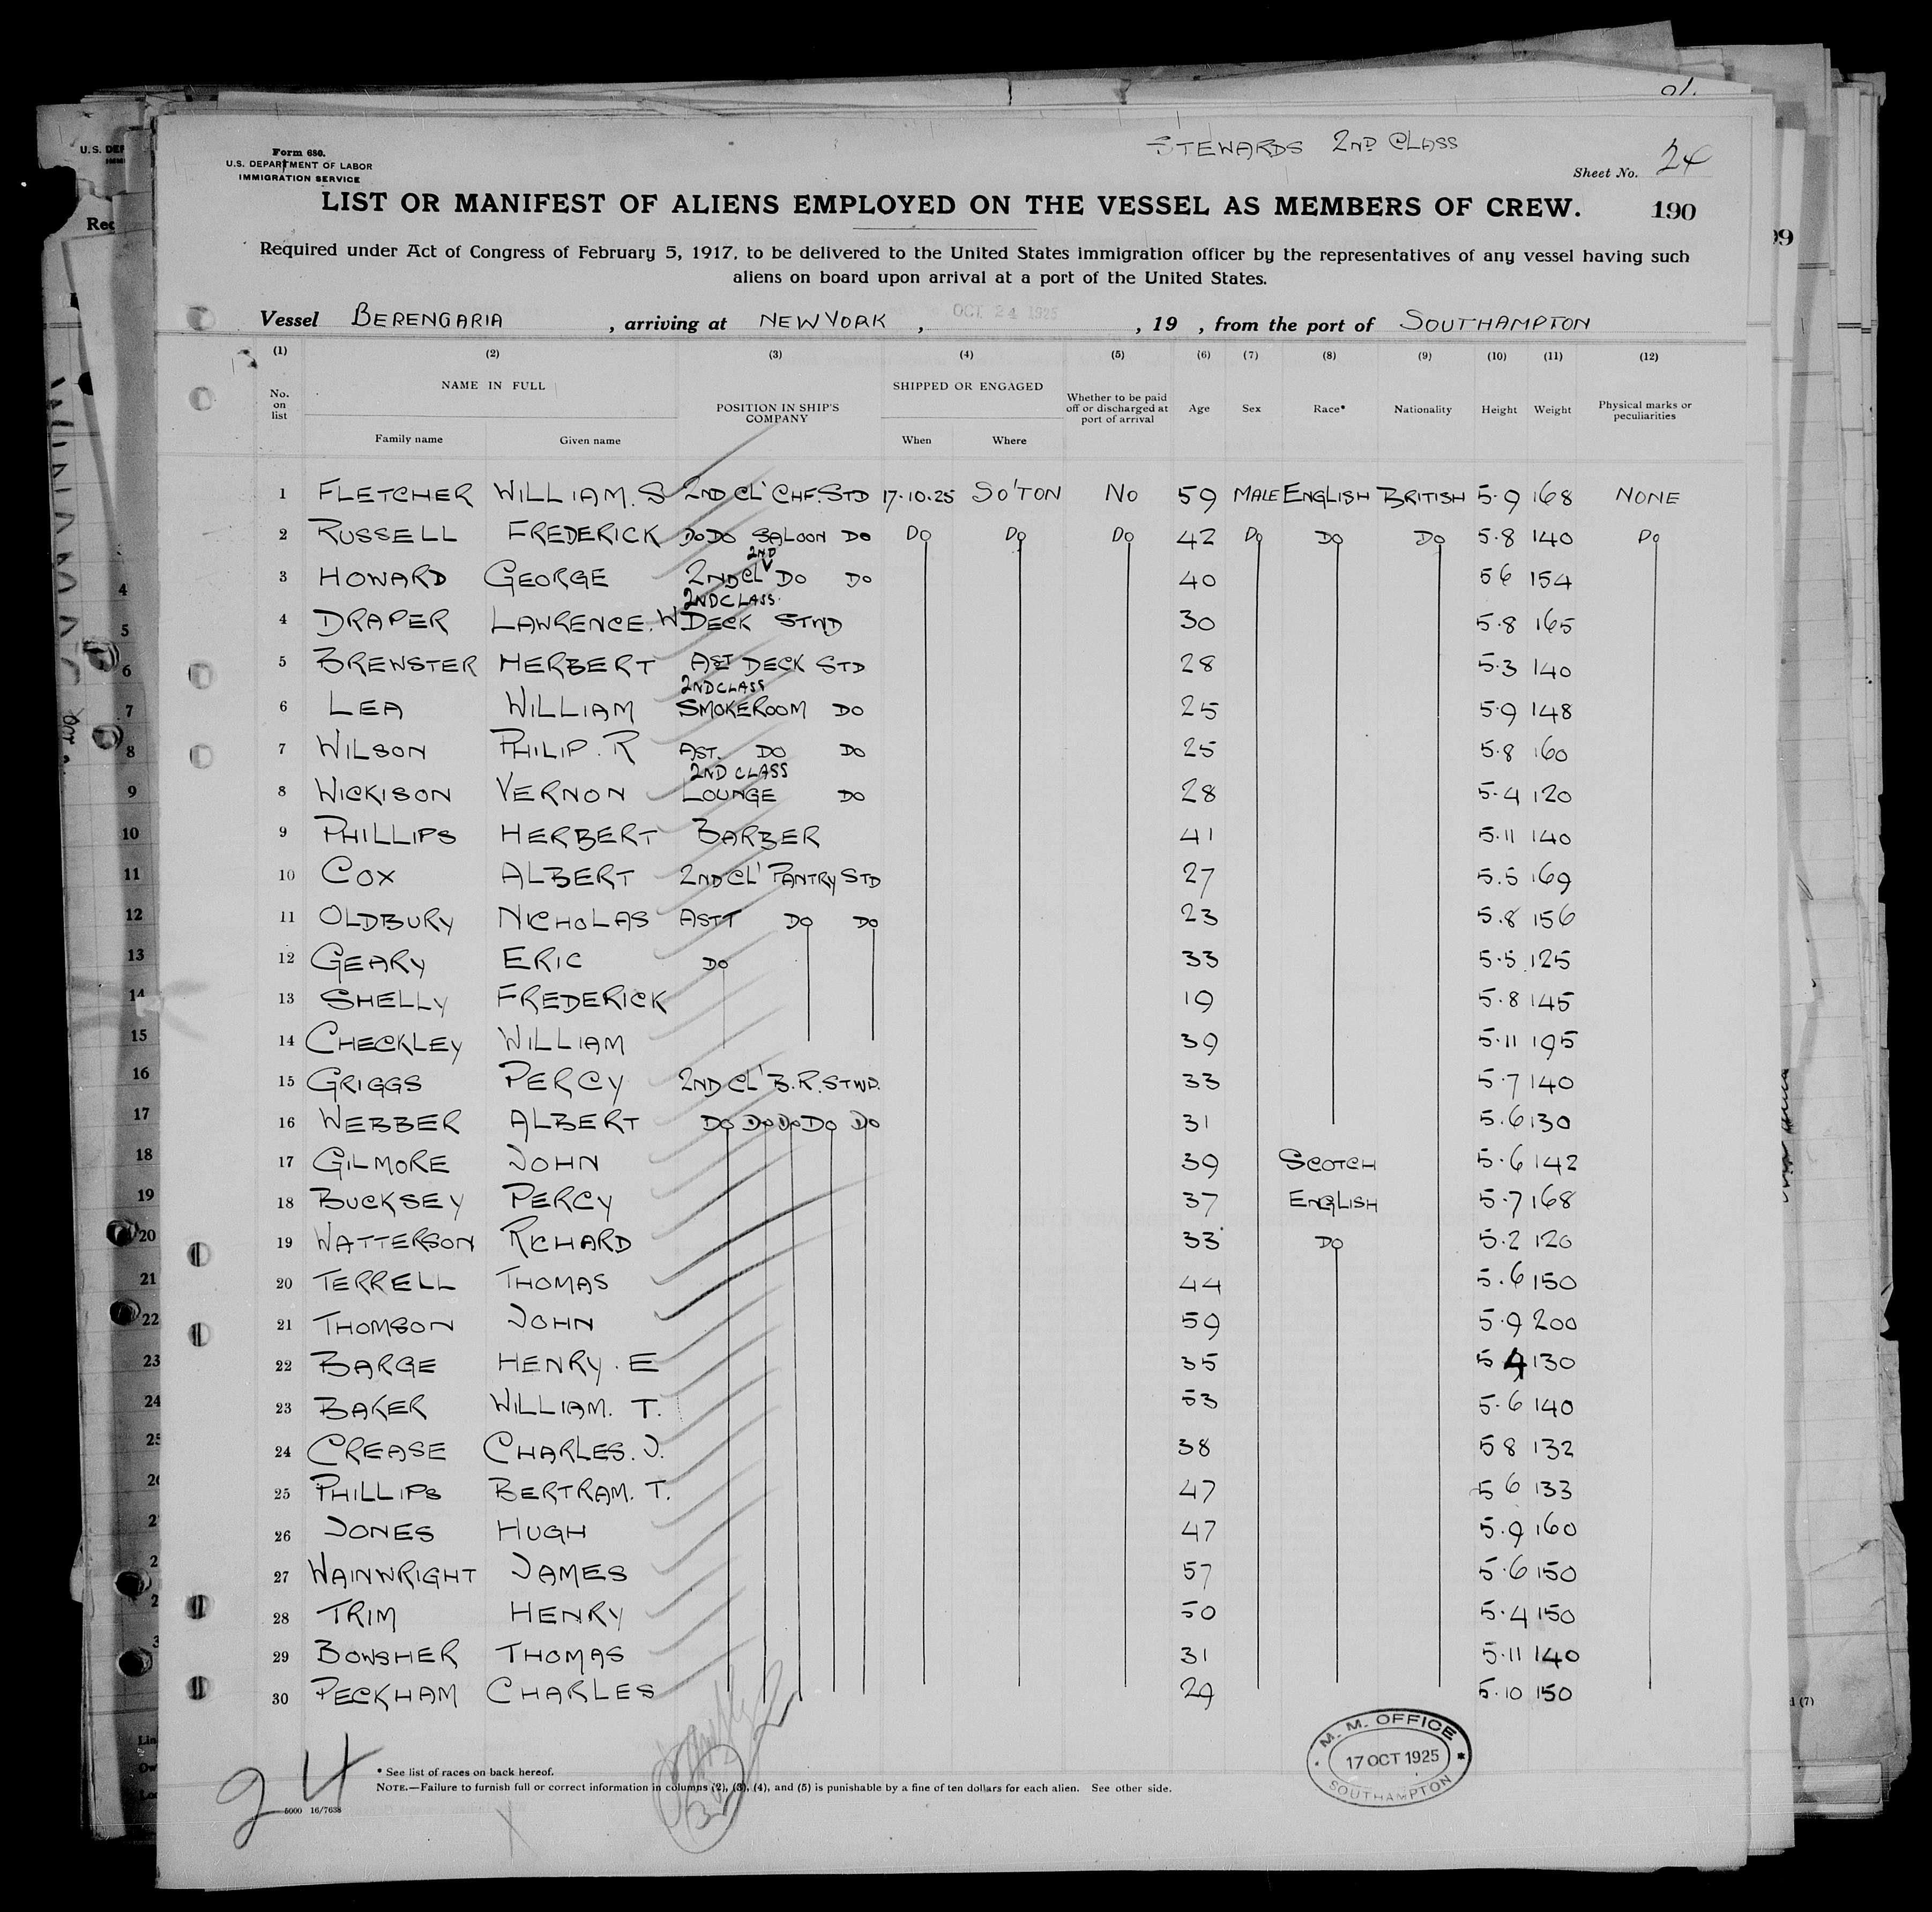 STEWARDS 2ND CLASS
Form 680.
U.S. DEPARTMENT OF LABOR
IMMIGRATION SERVICE
Sheet No. 24
LIST OR MANIFEST OF ALIENS EMPLOYED ON THE VESSEL AS MEMBERS OF CREW. 190
Required under Act of Congress of February 5, 1917, to be delivered to the United States immigration officer by the representatives of any vessel having such
aliens on board upon arrival at a port of the United States.
Vessel BERENGARIA , arriving at NEW YORK , OCT 24 1925 , 19 , from the port of SOUTHAMPTON
(1) (2) (3) (4) (5) (6) (7) (8) (9) (10) (11) (12)
No. on list NAME IN FULL POSITION IN SHIP'S COMPANY SHIPPED OR ENGAGED Whether to be paid off or discharged at port of arrival Age Sex Race* Nationality Height Weight Physical marks or peculiarities
Family name Given name When Where
1 FLETCHER WILLIAM. S 2ND CL' CHF. STD 17-10-25 SO'TON NO 59 MALE ENGLISH BRITISH 5·9 168 NONE
2 RUSSELL FREDERICK DO DO SALOON DO DO DO DO 42 DO DO DO 5·8 140 DO
3 HOWARD GEORGE 2ND CL 2ND DO DO 40 5 6 154
4 DRAPER LAWRENCE. W 2ND CLASS. DECK STWD 30 5·8 165
5 BREWSTER HERBERT AST DECK STD 28 5·3 140
6 LEA WILLIAM 2ND CLASS SMOKEROOM DO 25 5·9 148
7 WILSON PHILIP. R AST. DO DO 25 5·8 160
8 WICKISON VERNON 2ND CLASS LOUNGE DO 28 5·4 120
9 PHILLIPS HERBERT BARBER 41 5·11 140
10 COX ALBERT 2ND CL' PANTRY STD 27 5.5 169
11 OLDBURY NICHOLAS ASTT DO DO 23 5.8 156
12 GEARY ERIC DO 33 5·5 125
13 SHELLY FREDERICK 19 5·8 145
14 CHECKLEY WILLIAM 39 5·11 195
15 GRIGGS PERCY 2ND CL' B.R. STWD. 33 5·7 140
16 WEBBER ALBERT DO DO DO DO DO 31 5.6 130
17 GILMORE JOHN 39 SCOTCH 5·6 142
18 BUCKSEY PERCY 37 ENGLISH 5·7 168
19 WATTERSON RICHARD 33 DO 5·2 120
20 TERRELL THOMAS 44 5.6 150
21 THOMSON JOHN 59 5·9 200
22 BARGE HENRY. E 35 5 4 130
23 BAKER WILLIAM. T. 53 5·6 140
24 CREASE CHARLES. J. 38 5 8 132
25 PHILLIPS BERTRAM. T. 47 5 6 133
26 JONES HUGH 47 5.9 160
27 WAINWRIGHT JAMES 57 5·6 150
28 TRIM HENRY 50 5·4 150
29 BOWSHER THOMAS 31 5·11 140
30 PECKHAM CHARLES 29 5·10 150
M. M. OFFICE
17 OCT 1925
SOUTHAMPTON
24
* See list of races on back hereof.
NOTE.—Failure to furnish full or correct information in columns (2), (3), (4), and (5) is punishable by a fine of ten dollars for each alien. See other side.
5000 16/7638